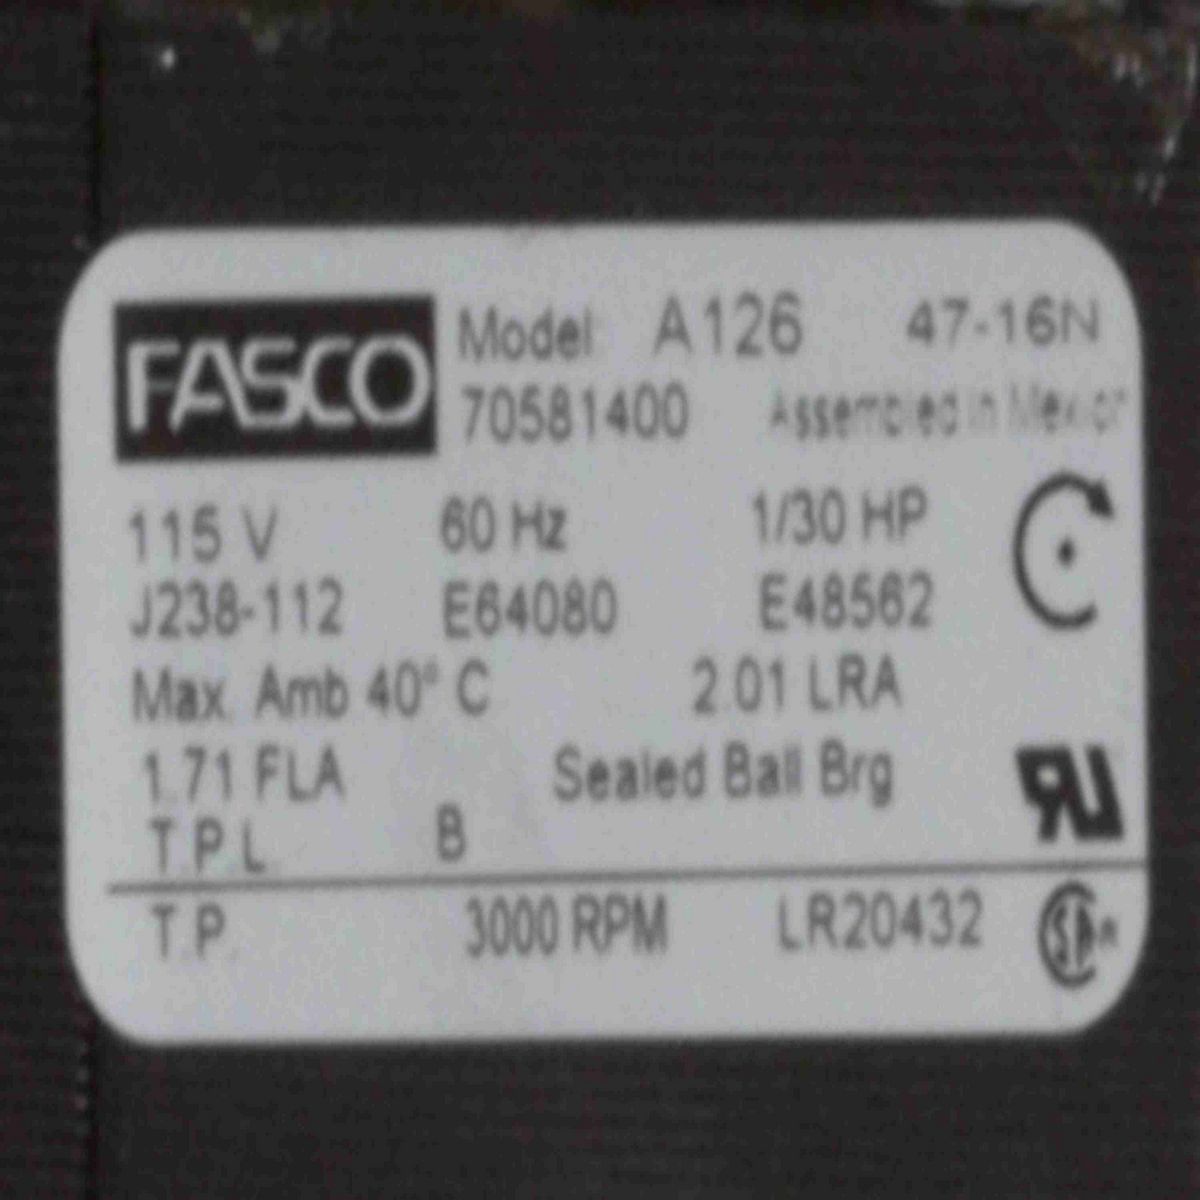 FASCO Model A126 47-16N
70581400 Assembled in Mexico
115 V 60 Hz 1/30 HP
J238-112 E64080 E48562
Max. Amb 40° C 2.01 LRA
1.71 FLA Sealed Ball Brg
T.P.L. B
T.P. 3000 RPM LR20432